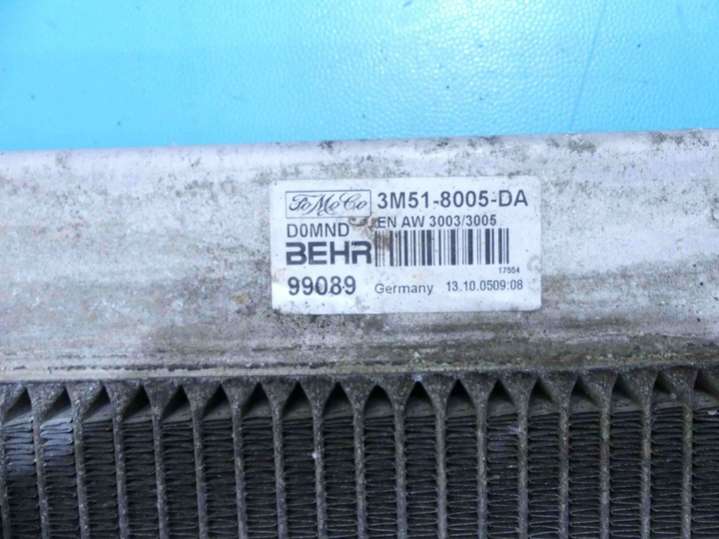 FoMoCo 3M51-8005-DA
D0MND EN AW 3003/3005
BEHR
17554
99089 Germany 13.10.0509:08